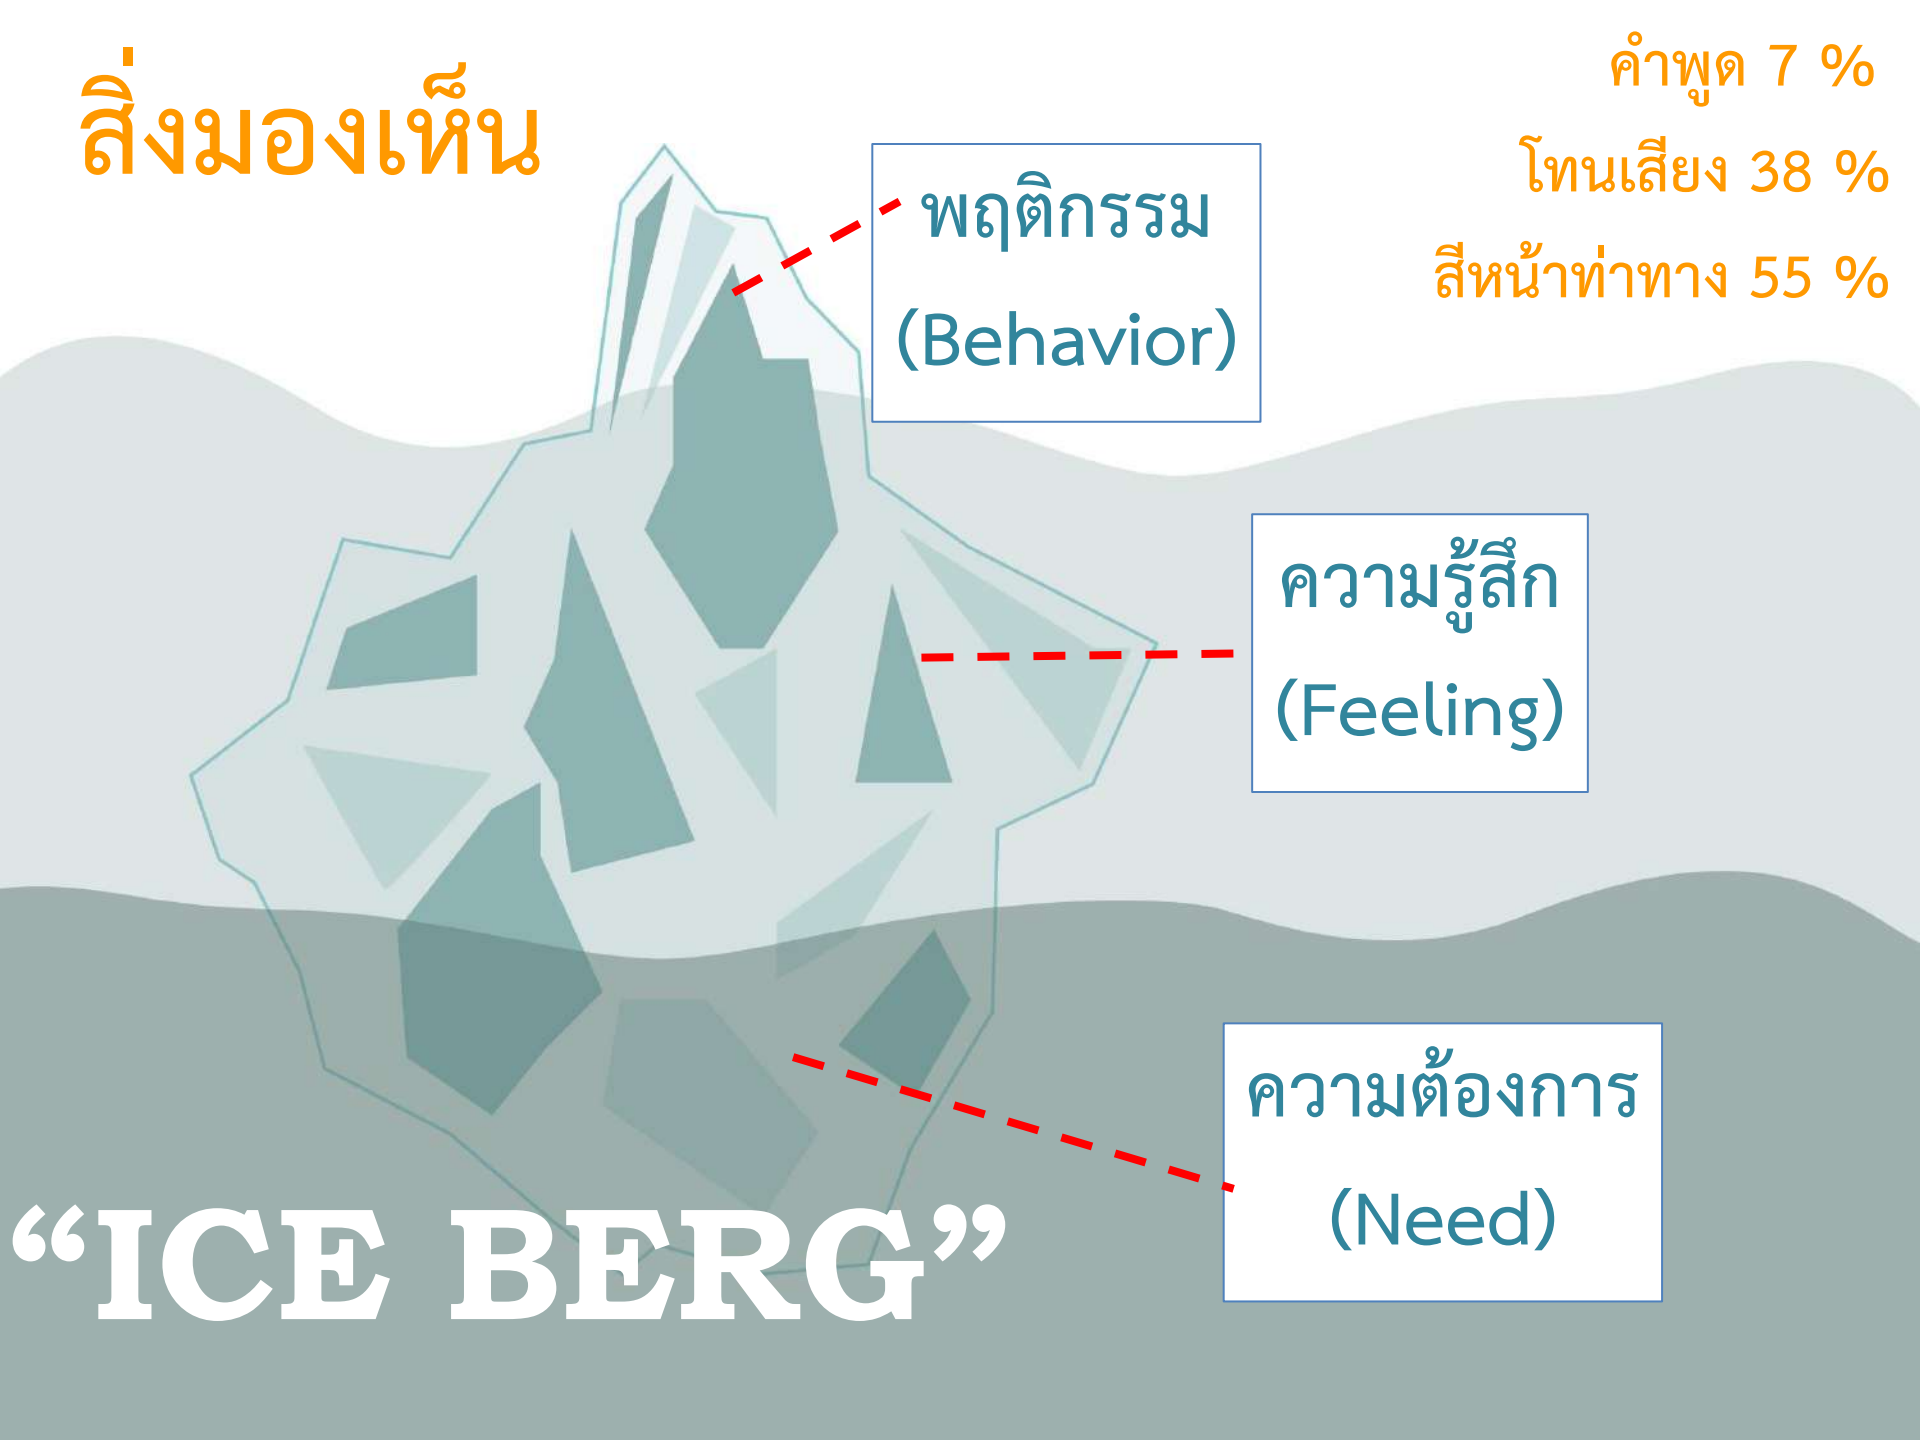 สิ่งมองเห็น
คำพูด 7 %
โทนเสียง 38 %
สีหน้าท่าทาง 55 %
พฤติกรรม
(Behavior)
ความรู้สึก
(Feeling)
ความต้องการ
(Need)
“ICE BERG”